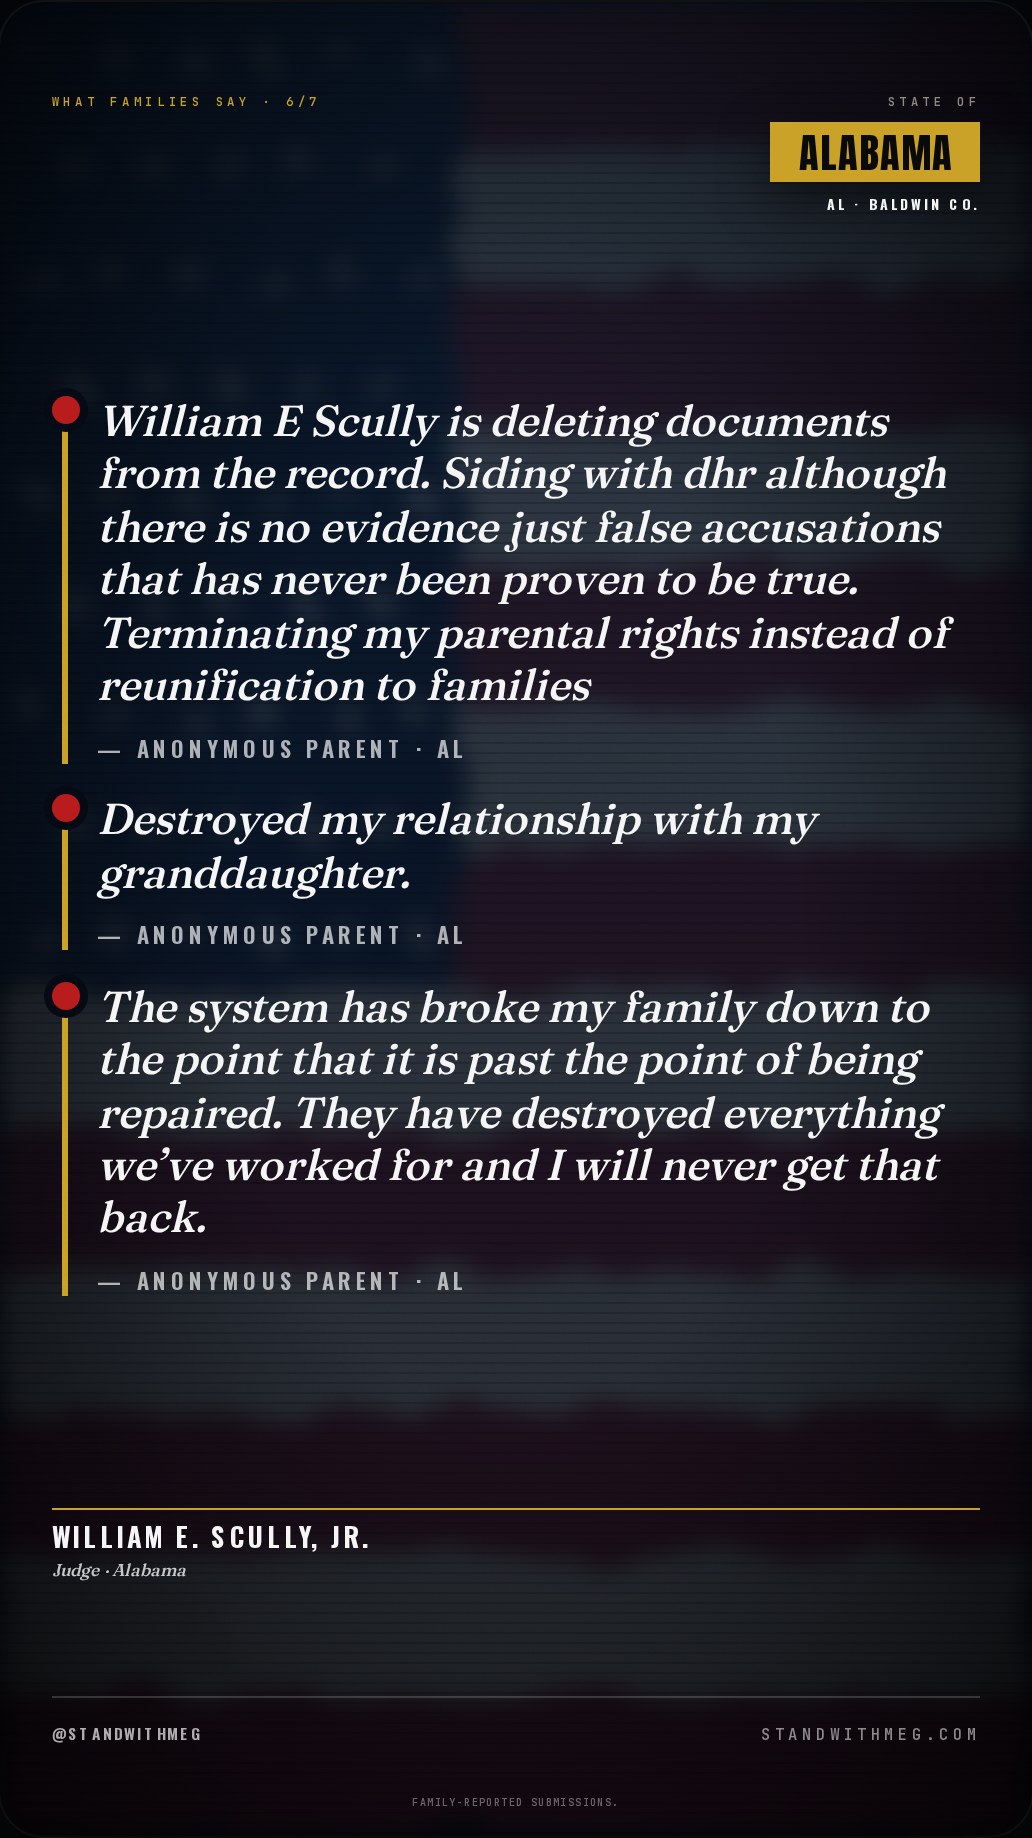 WHAT FAMILIES SAY · 6/7
STATE OF
ALABAMA
AL · BALDWIN CO.
William E Scully is deleting documents
from the record. Siding with dhr although
there is no evidence just false accusations
that has never been proven to be true.
Terminating my parental rights instead of
reunification to families
— ANONYMOUS PARENT · AL
Destroyed my relationship with my
granddaughter.
— ANONYMOUS PARENT · AL
The system has broke my family down to
the point that it is past the point of being
repaired. They have destroyed everything
we’ve worked for and I will never get that
back.
— ANONYMOUS PARENT · AL
WILLIAM E. SCULLY, JR.
Judge · Alabama
@STANDWITHMEG
STANDWITHMEG.COM
FAMILY-REPORTED SUBMISSIONS.